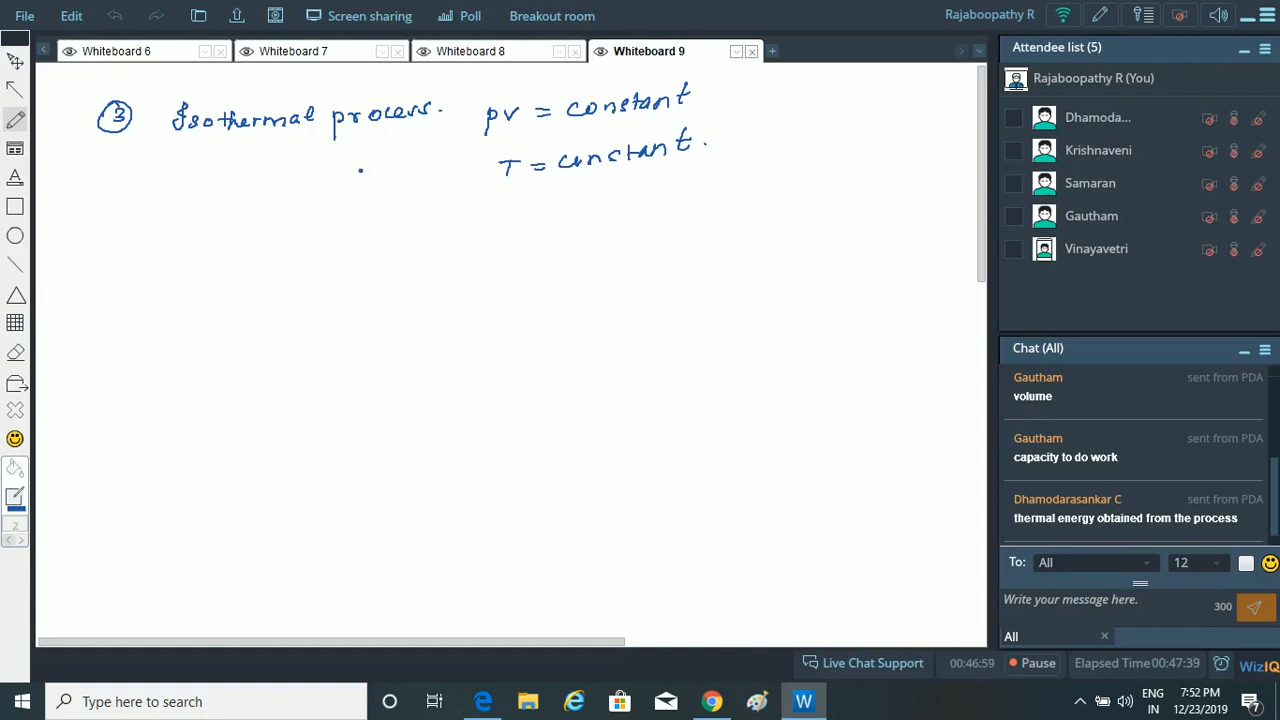 File Edit Screen sharing Poll Breakout room Rajaboopathy R
Whiteboard 6 Whiteboard 7 Whiteboard 8 Whiteboard 9
Attendee list (5)
Rajaboopathy R (You)
Dhamoda...
Krishnaveni
Samaran
Gautham
Vinayavetri
3 Isothermal process. pv = constant
T = constant.
Chat (All)
Gautham sent from PDA
volume
Gautham sent from PDA
capacity to do work
Dhamodarasankar C sent from PDA
thermal energy obtained from the process
2
To: All 12
Write your message here. 300
All
Live Chat Support 00:46:59 Pause Elapsed Time 00:47:39 WizIQ
Type here to search
ENG 7:52 PM
IN 12/23/2019 7